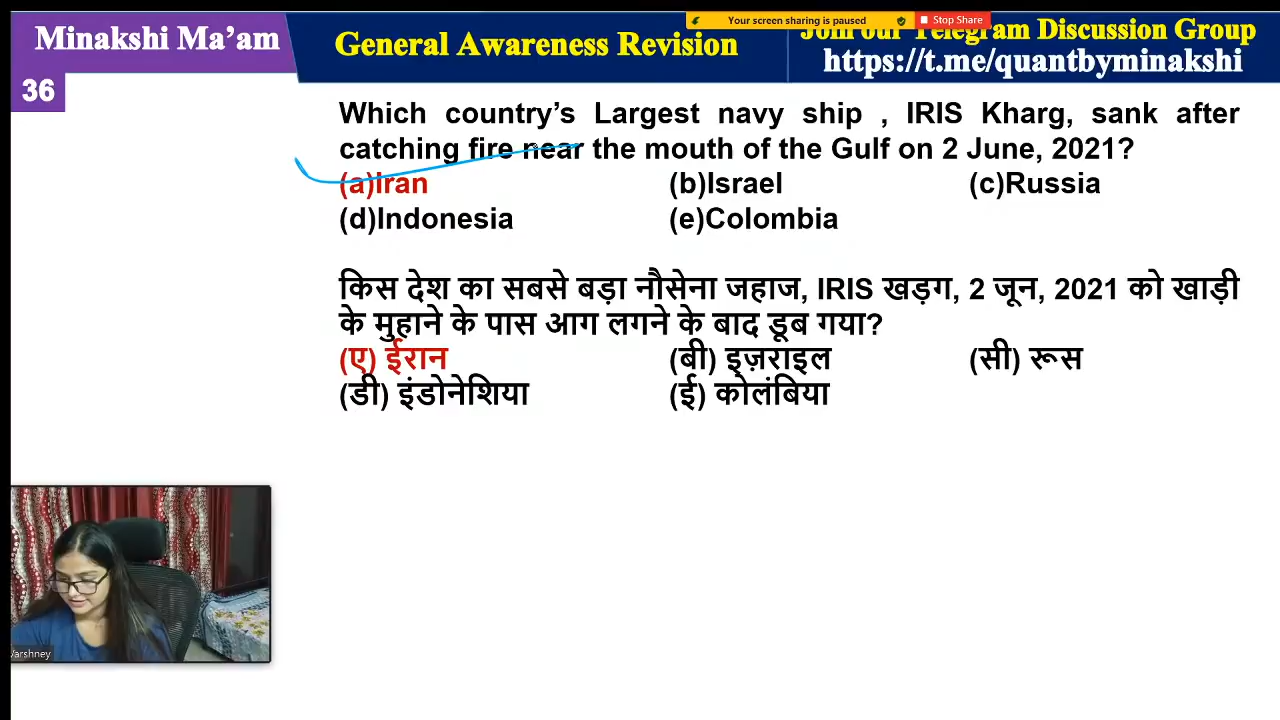 Minakshi Ma’am
General Awareness Revision
Your screen sharing is paused
Stop Share
Join our Telegram Discussion Group
https://t.me/quantbyminakshi
36
Which country’s Largest navy ship , IRIS Kharg, sank after
catching fire near the mouth of the Gulf on 2 June, 2021?
(a)Iran (b)Israel (c)Russia
(d)Indonesia (e)Colombia
किस देश का सबसे बड़ा नौसेना जहाज, IRIS खड़ग, 2 जून, 2021 को खाड़ी
के मुहाने के पास आग लगने के बाद डूब गया?
(ए) ईरान (बी) इज़राइल (सी) रूस
(डी) इंडोनेशिया (ई) कोलंबिया
Varshney